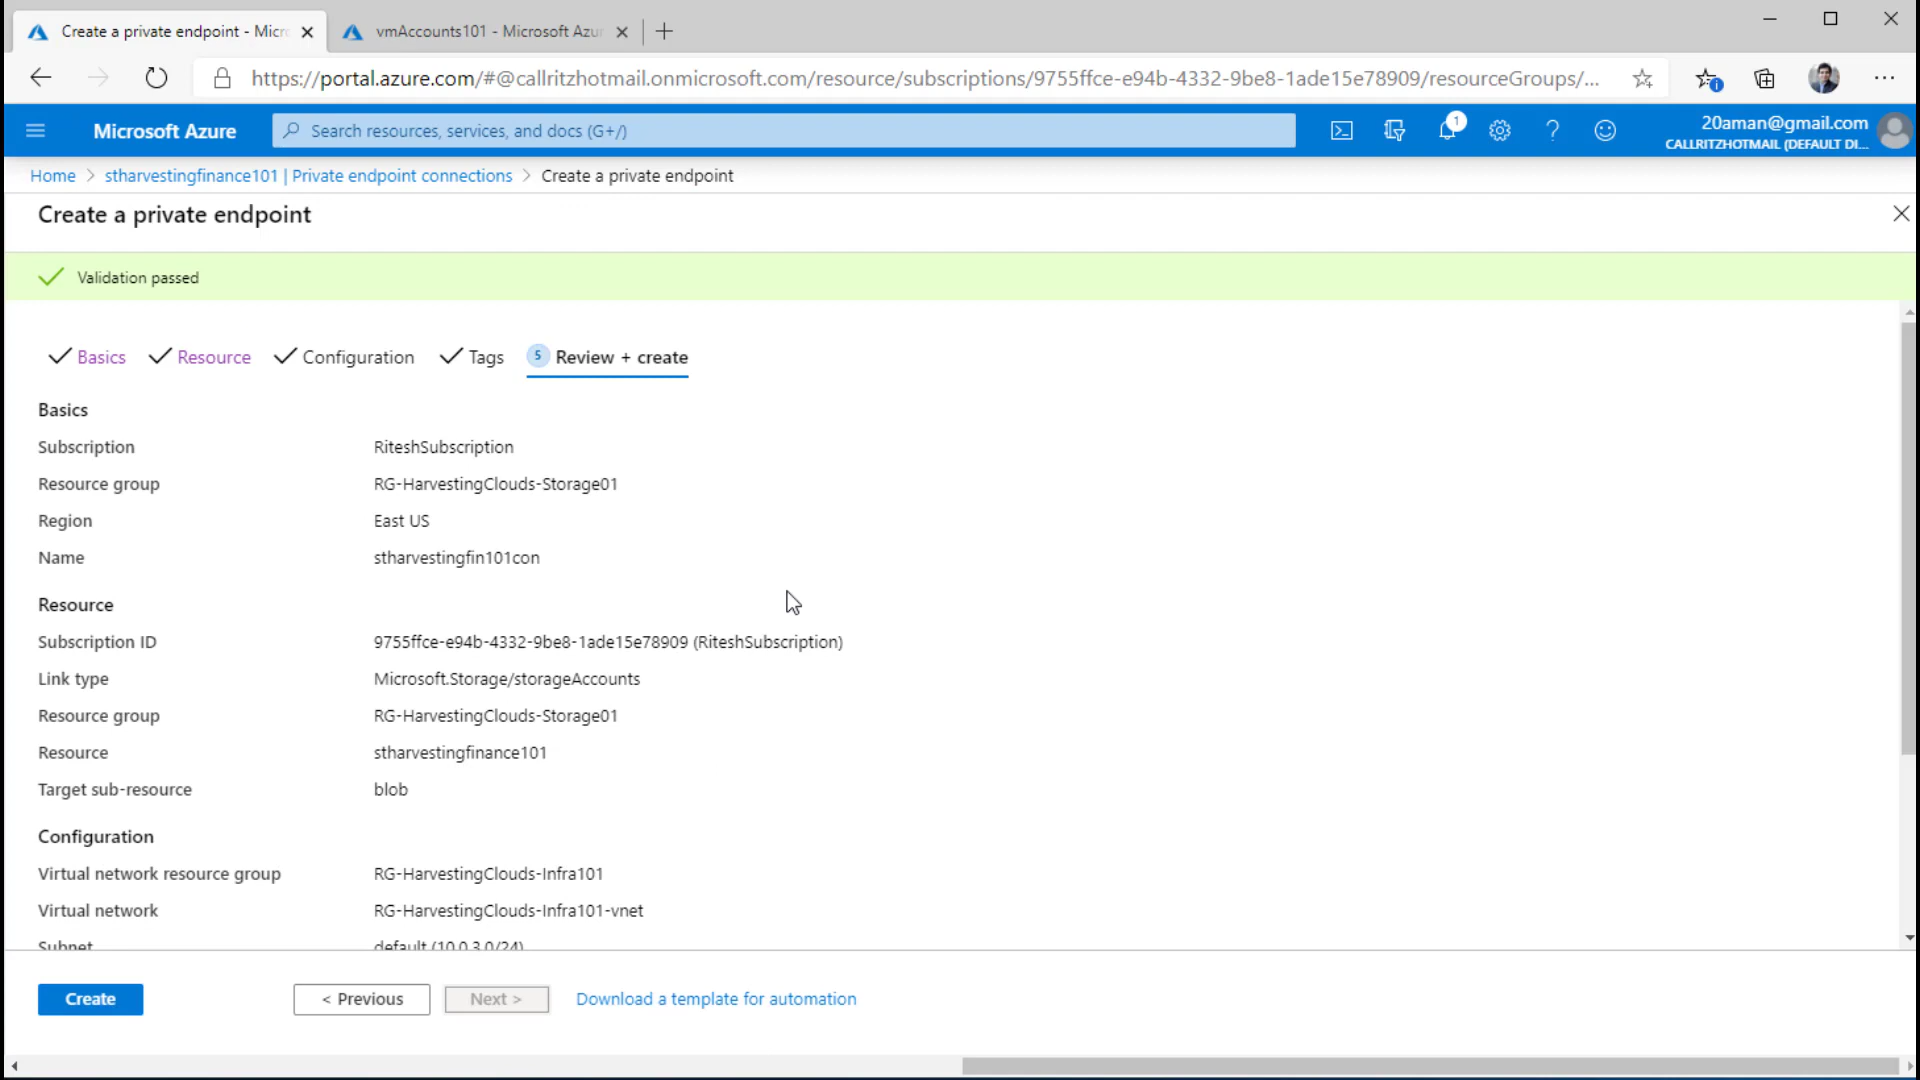 Create a private endpoint - Micr
vmAccounts101 - Microsoft Azu
https://portal.azure.com/#@callritzhotmail.onmicrosoft.com/resource/subscriptions/9755ffce-e94b-4332-9be8-1ade15e78909/resourceGroups/...
Microsoft Azure
Search resources, services, and docs (G+/)
1
20aman@gmail.com
CALLRITZHOTMAIL (DEFAULT DI...
Home > stharvestingfinance101 | Private endpoint connections > Create a private endpoint
Create a private endpoint
Validation passed
Basics Resource Configuration Tags 5 Review + create
Basics
Subscription RiteshSubscription
Resource group RG-HarvestingClouds-Storage01
Region East US
Name stharvestingfin101con
Resource
Subscription ID 9755ffce-e94b-4332-9be8-1ade15e78909 (RiteshSubscription)
Link type Microsoft.Storage/storageAccounts
Resource group RG-HarvestingClouds-Storage01
Resource stharvestingfinance101
Target sub-resource blob
Configuration
Virtual network resource group RG-HarvestingClouds-Infra101
Virtual network RG-HarvestingClouds-Infra101-vnet
Subnet default (10.0.3.0/24)
Create < Previous Next > Download a template for automation